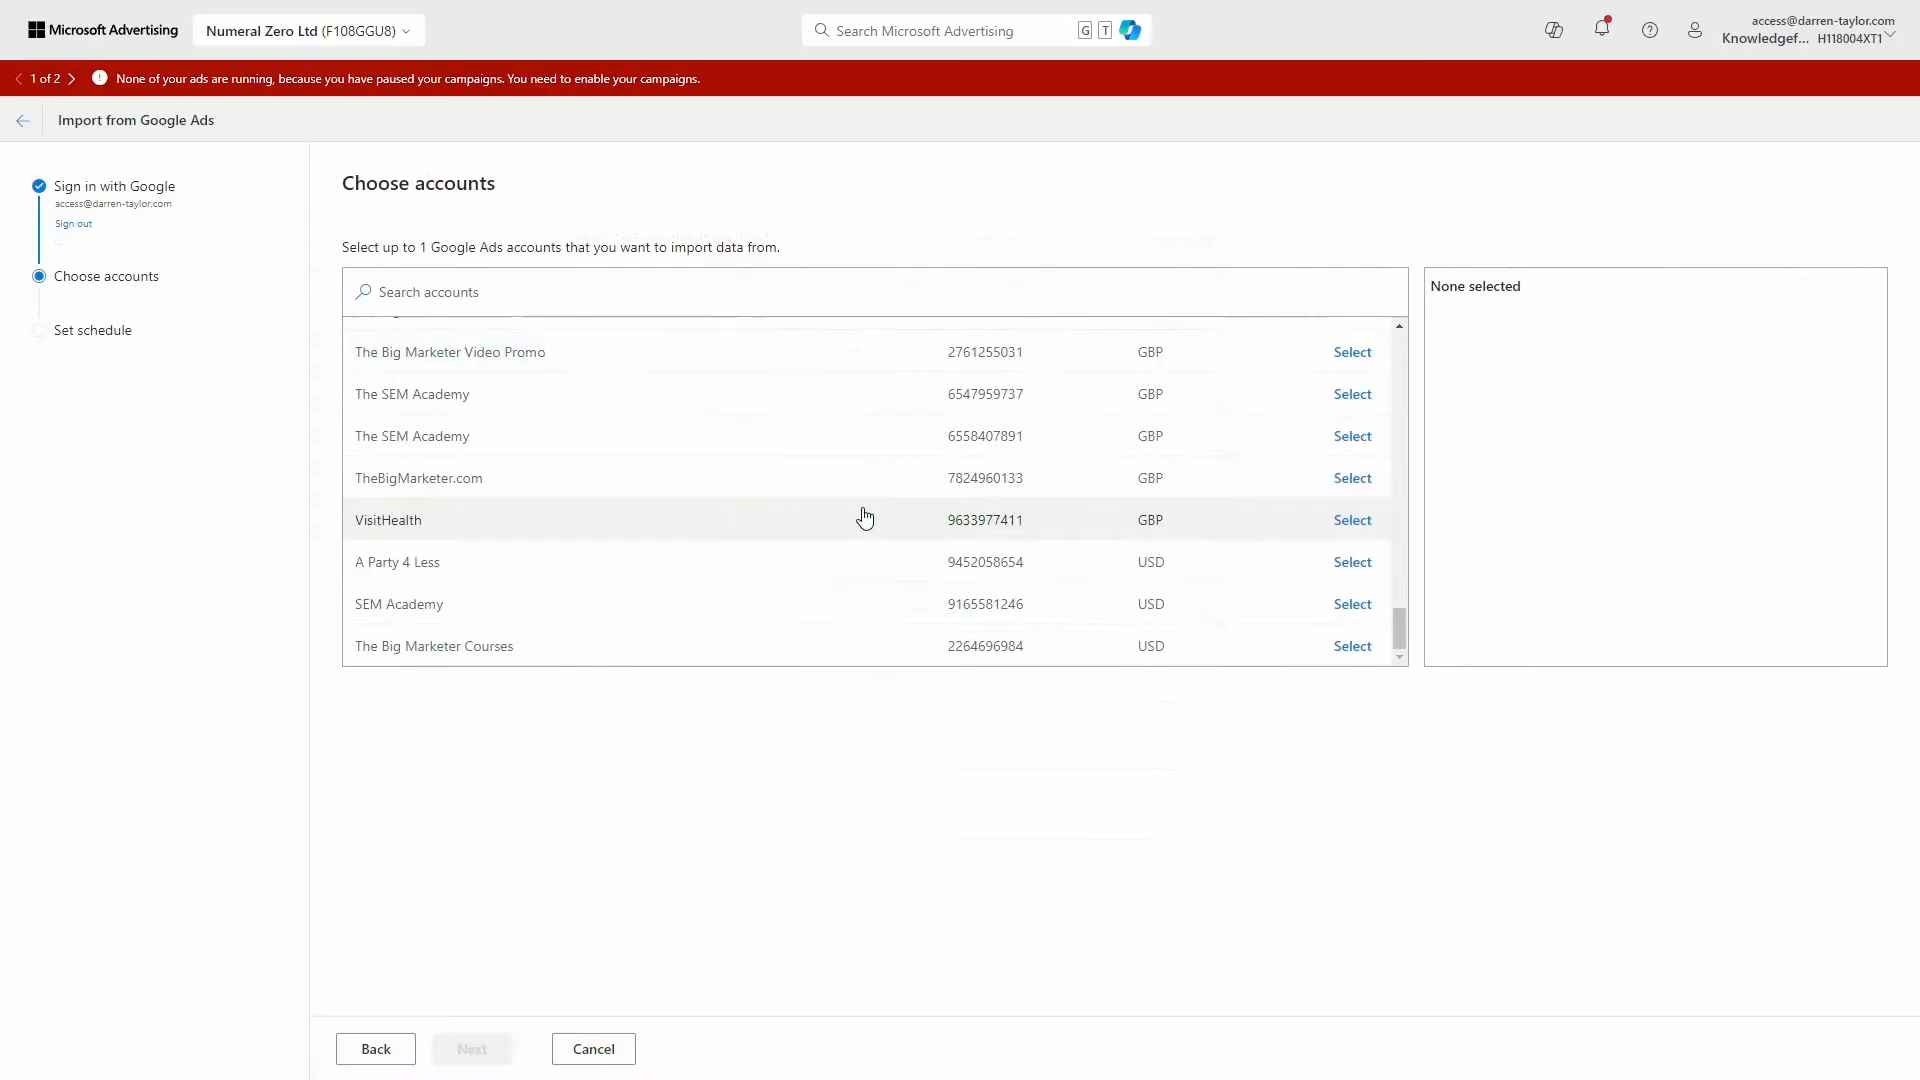 Microsoft Advertising
Numeral Zero Ltd (F108GGU8)
Search Microsoft Advertising
G T
access@darren-taylor.com
Knowledgef... H118004XT1
1 of 2
None of your ads are running, because you have paused your campaigns. You need to enable your campaigns.
Import from Google Ads
Sign in with Google
access@darren-taylor.com
Sign out
Choose accounts
Set schedule
Choose accounts
Select up to 1 Google Ads accounts that you want to import data from.
Search accounts
None selected
The Big Marketer Video Promo 2761255031 GBP Select
The SEM Academy 6547959737 GBP Select
The SEM Academy 6558407891 GBP Select
TheBigMarketer.com 7824960133 GBP Select
VisitHealth 9633977411 GBP Select
A Party 4 Less 9452058654 USD Select
SEM Academy 9165581246 USD Select
The Big Marketer Courses 2264696984 USD Select
Back Next Cancel